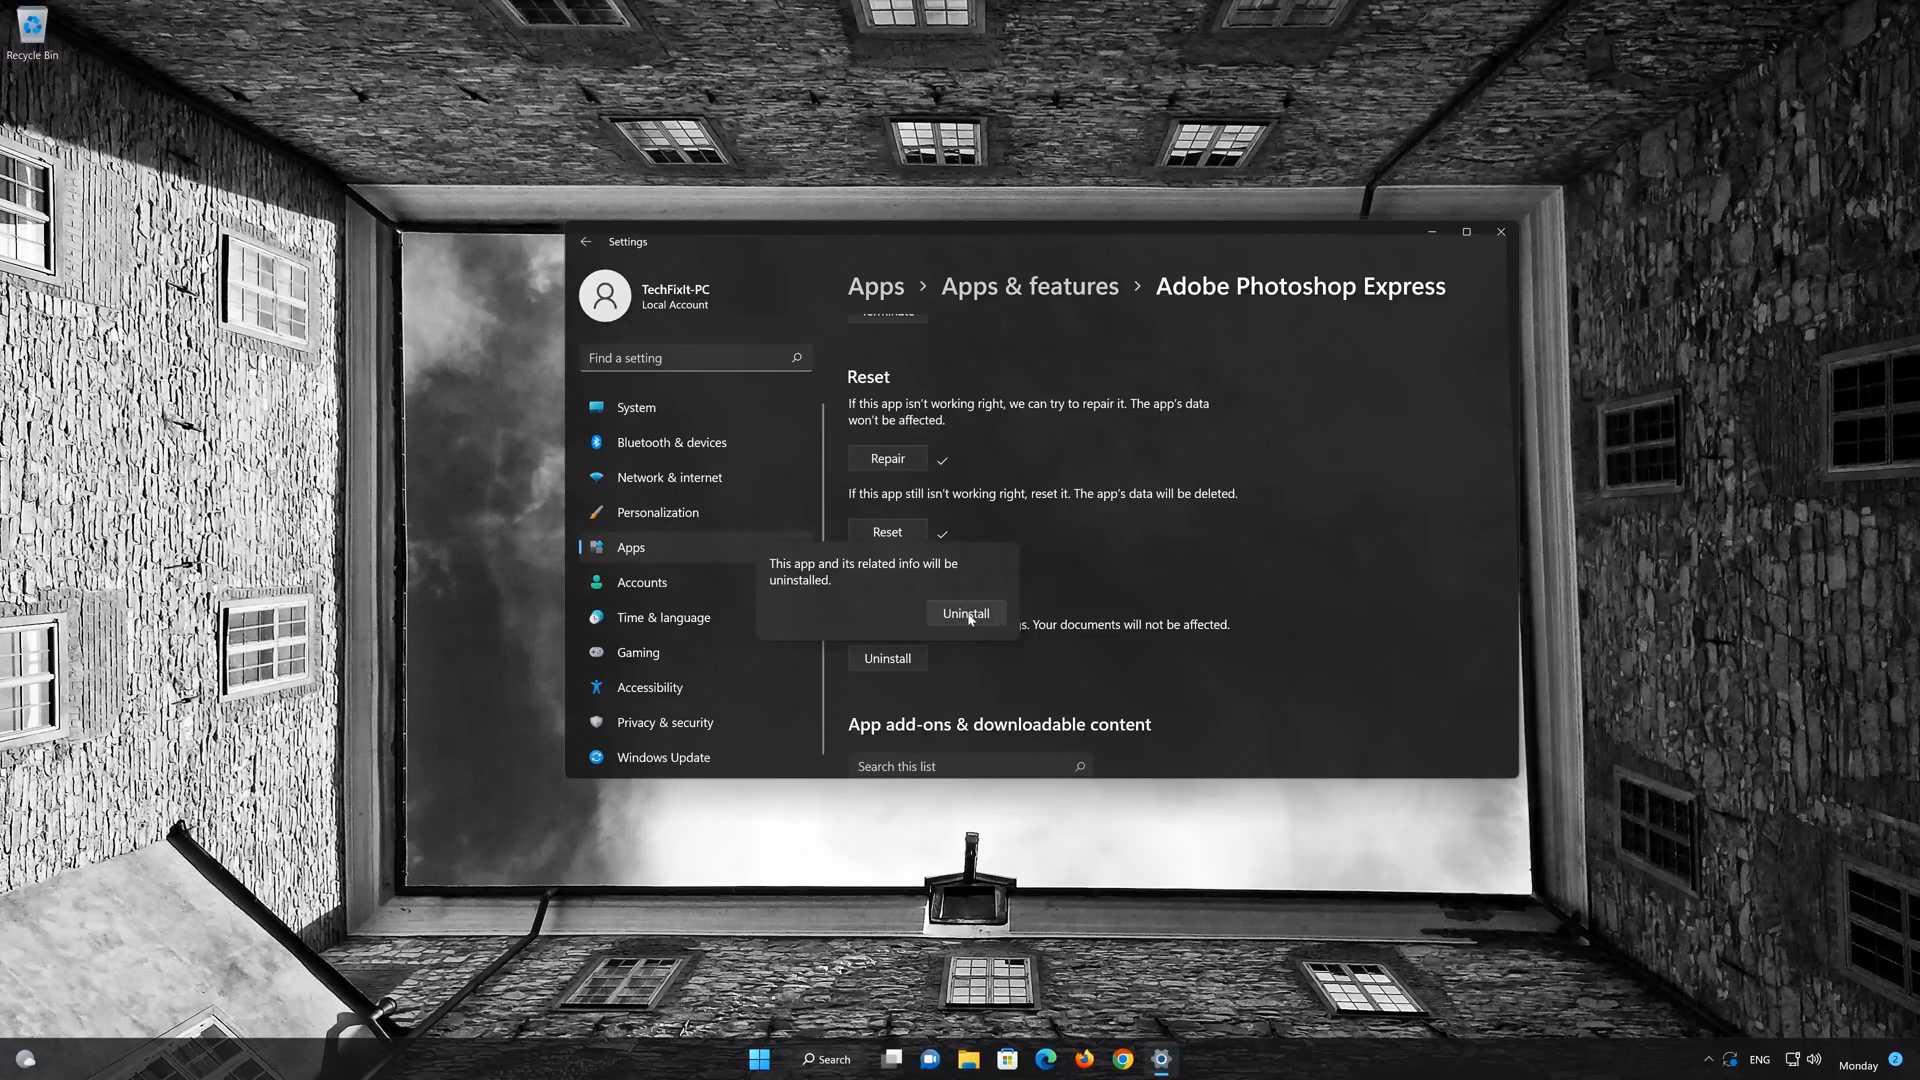 Recycle Bin
Settings
TechFixIt-PC
Local Account
Find a setting
System
Bluetooth & devices
Network & internet
Personalization
Apps
Accounts
Time & language
Gaming
Accessibility
Privacy & security
Windows Update
Apps > Apps & features > Adobe Photoshop Express
Terminate
Reset
If this app isn't working right, we can try to repair it. The app's data
won't be affected.
Repair
If this app still isn't working right, reset it. The app's data will be deleted.
Reset
This app and its related info will be
uninstalled.
Uninstall
s. Your documents will not be affected.
Uninstall
App add-ons & downloadable content
Search this list
Search
ENG
Monday
2